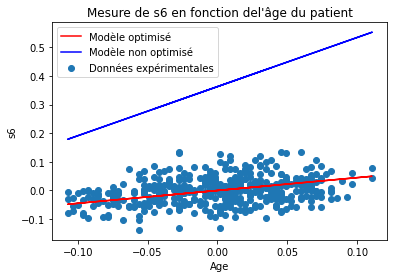 Mesure de s6 en fonction del'âge du patient
Modèle optimisé
Modèle non optimisé
Données expérimentales
0.5
0.4
0.3
0.2
0.1
0.0
−0.1
s6
−0.10
−0.05
0.00
0.05
0.10
Age